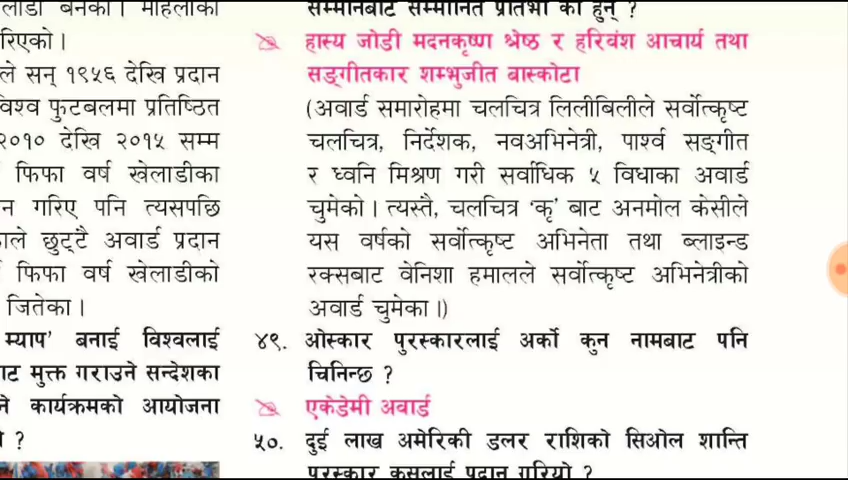 लाडी बनेकी । महिलाको
रिएको ।
ले सन् १९५६ देखि प्रदान
विश्व फुटबलमा प्रतिष्ठित
२०१० देखि २०१५ सम्म
फिफा वर्ष खेलाडीका
न गरिए पनि त्यसपछि
ाले छुट्टै अवार्ड प्रदान
फिफा वर्ष खेलाडीको
जितेका ।
म्याप’ बनाई विश्वलाई
ाट मुक्त गराउने सन्देशका
ने कार्यक्रमको आयोजना
ो ?
सम्मानबाट सम्मानित प्रतिभा को हुन् ?
हास्य जोडी मदनकृष्ण श्रेष्ठ र हरिवंश आचार्य तथा
सङ्गीतकार शम्भुजीत बास्कोटा
(अवार्ड समारोहमा चलचित्र लिलीबिलीले सर्वोत्कृष्ट
चलचित्र, निर्देशक, नवअभिनेत्री, पार्श्व सङ्गीत
र ध्वनि मिश्रण गरी सर्वाधिक ५ विधाका अवार्ड
चुमेको । त्यस्तै, चलचित्र ‘कृ’ बाट अनमोल केसीले
यस वर्षको सर्वोत्कृष्ट अभिनेता तथा ब्लाइन्ड
रक्सबाट वेनिशा हमालले सर्वोत्कृष्ट अभिनेत्रीको
अवार्ड चुमेका ।)
४९. ओस्कार पुरस्कारलाई अर्को कुन नामबाट पनि
चिनिन्छ ?
एकेडेमी अवार्ड
५०. दुई लाख अमेरिकी डलर राशिको सिओल शान्ति
पुरस्कार कसलाई प्रदान गरियो ?